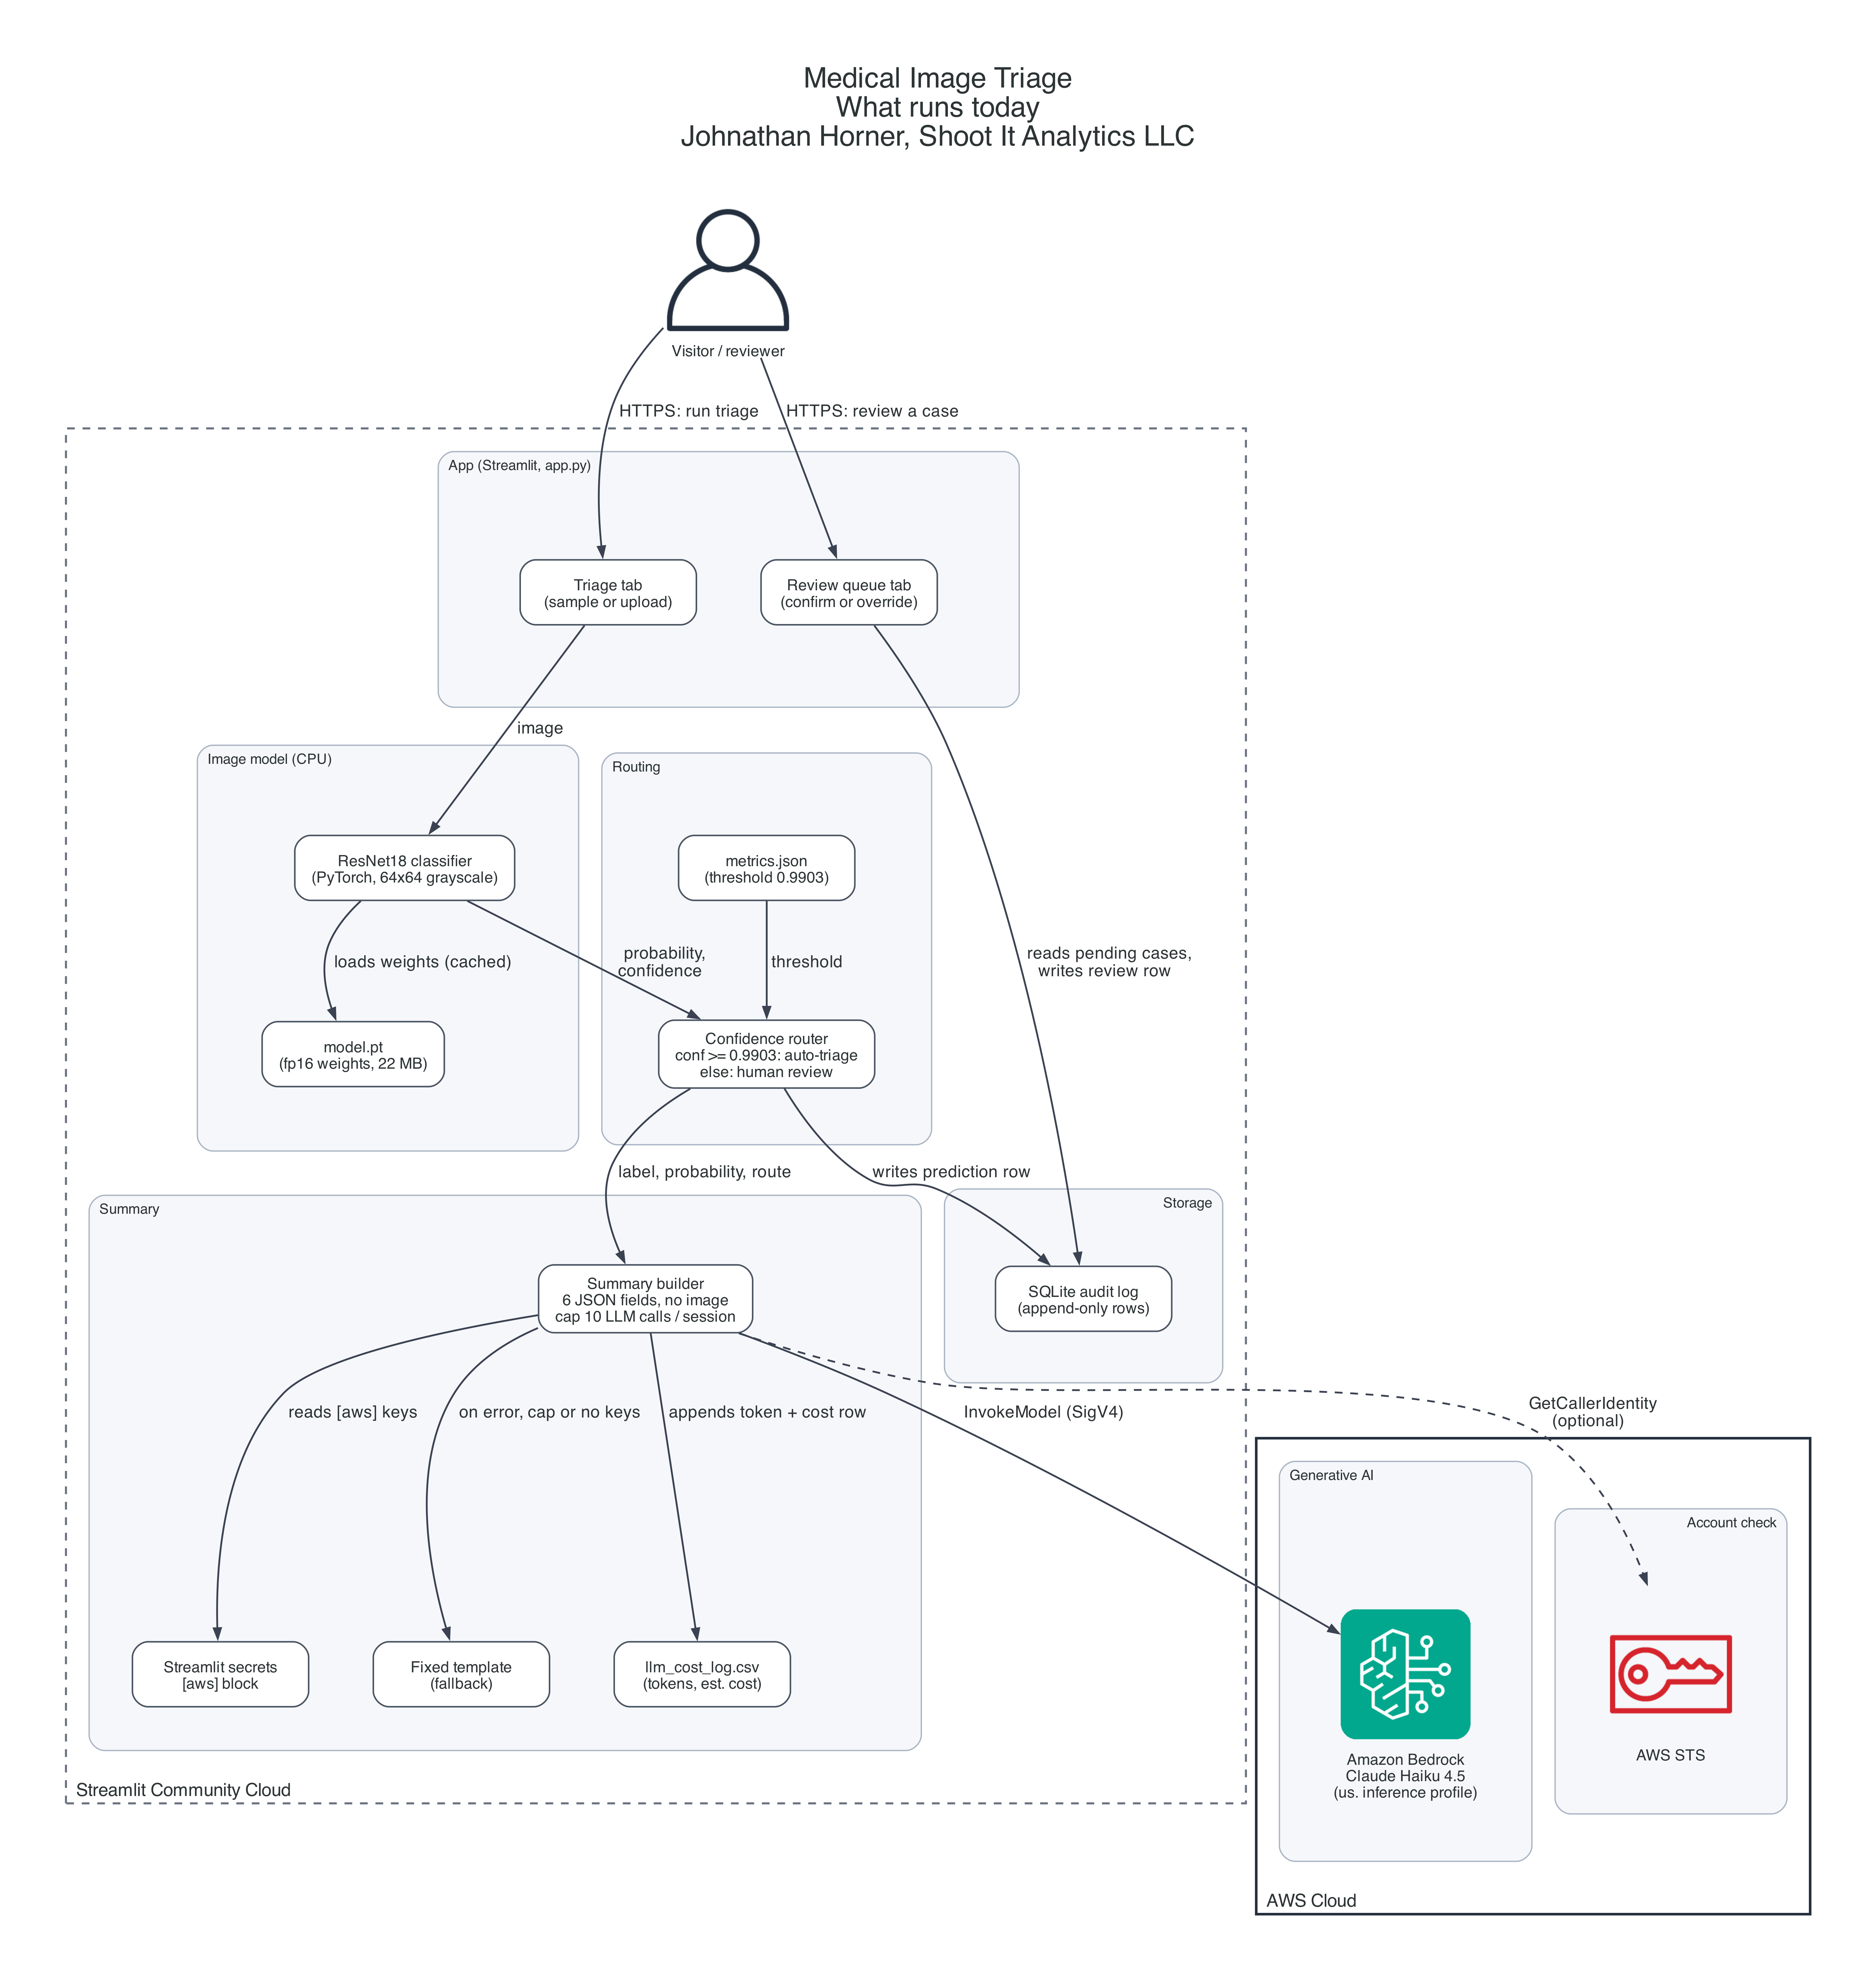 Medical Image Triage
What runs today
Johnathan Horner, Shoot It Analytics LLC
Visitor / reviewer
HTTPS: run triage
HTTPS: review a case
App (Streamlit, app.py)
Triage tab
(sample or upload)
Review queue tab
(confirm or override)
image
Image model (CPU)
Routing
ResNet18 classifier
(PyTorch, 64x64 grayscale)
metrics.json
(threshold 0.9903)
loads weights (cached)
probability,
confidence
threshold
reads pending cases,
writes review row
model.pt
(fp16 weights, 22 MB)
Confidence router
conf >= 0.9903: auto-triage
else: human review
label, probability, route
writes prediction row
Summary
Storage
Summary builder
6 JSON fields, no image
cap 10 LLM calls / session
SQLite audit log
(append-only rows)
reads [aws] keys
on error, cap or no keys
appends token + cost row
InvokeModel (SigV4)
GetCallerIdentity
(optional)
Generative AI
Account check
Streamlit secrets
[aws] block
Fixed template
(fallback)
llm_cost_log.csv
(tokens, est. cost)
Amazon Bedrock
Claude Haiku 4.5
(us. inference profile)
AWS STS
Streamlit Community Cloud
AWS Cloud